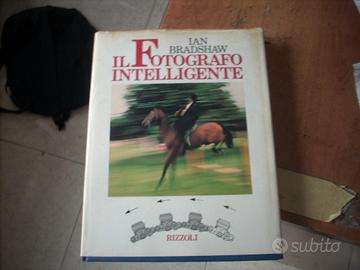 IAN
BRADSHAW
IL FOTOGRAFO
INTELLIGENTE
RIZZOLI
subito